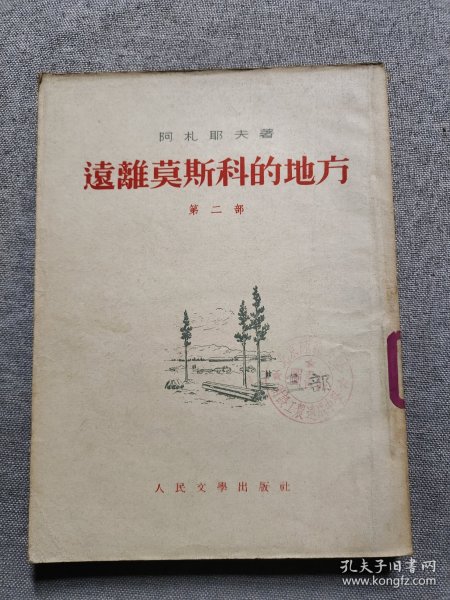 阿札耶夫著
遠離莫斯科的地方
第二部
部
人民文學出版社
孔夫子旧书网
www.kongfz.com